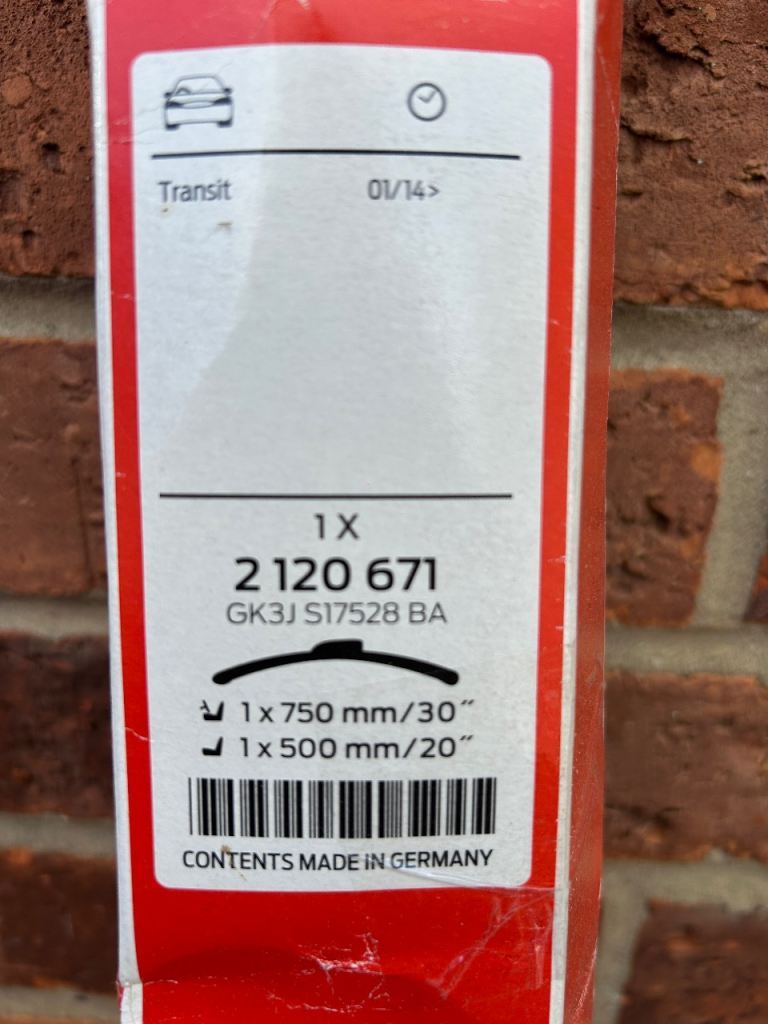 Transit 01/14>
1 X
2 120 671
GK3J S17528 BA
1 x 750 mm/30″
1 x 500 mm/20″
CONTENTS MADE IN GERMANY